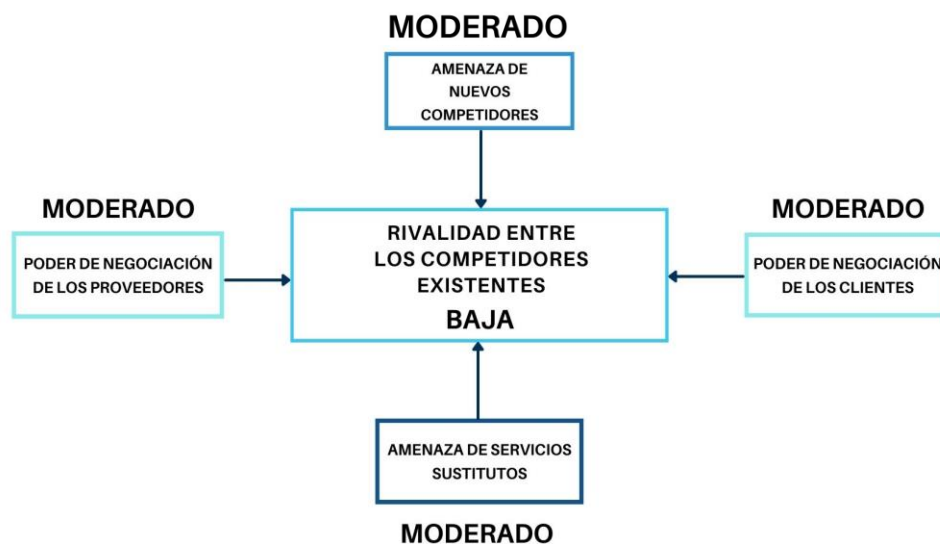 MODERADO
AMENAZA DE
NUEVOS
COMPETIDORES
MODERADO
PODER DE NEGOCIACIÓN
DE LOS PROVEEDORES
RIVALIDAD ENTRE
LOS COMPETIDORES
EXISTENTES
BAJA
MODERADO
PODER DE NEGOCIACIÓN
DE LOS CLIENTES
AMENAZA DE SERVICIOS
SUSTITUTOS
MODERADO